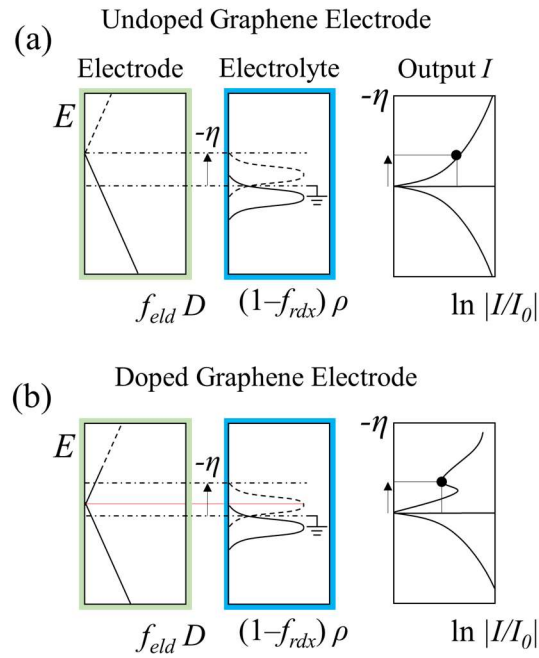 Undoped Graphene Electrode
(a)
Electrode Electrolyte Output I
E -η -η
f_eld D (1–f_rdx) ρ ln |I/I_0|
Doped Graphene Electrode
(b)
E -η -η
f_eld D (1–f_rdx) ρ ln |I/I_0|